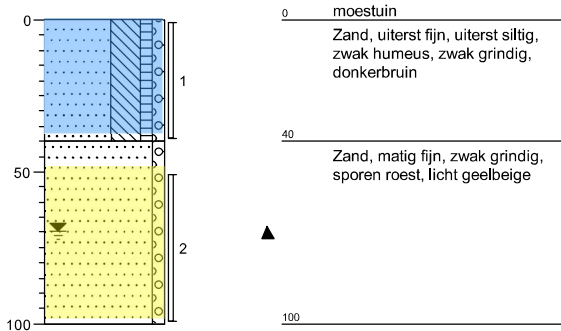 0
50
100
1
2
0
moestuin
Zand, uiterst fijn, uiterst siltig,
zwak humeus, zwak grindig,
donkerbruin
40
Zand, matig fijn, zwak grindig,
sporen roest, licht geelbeige
100